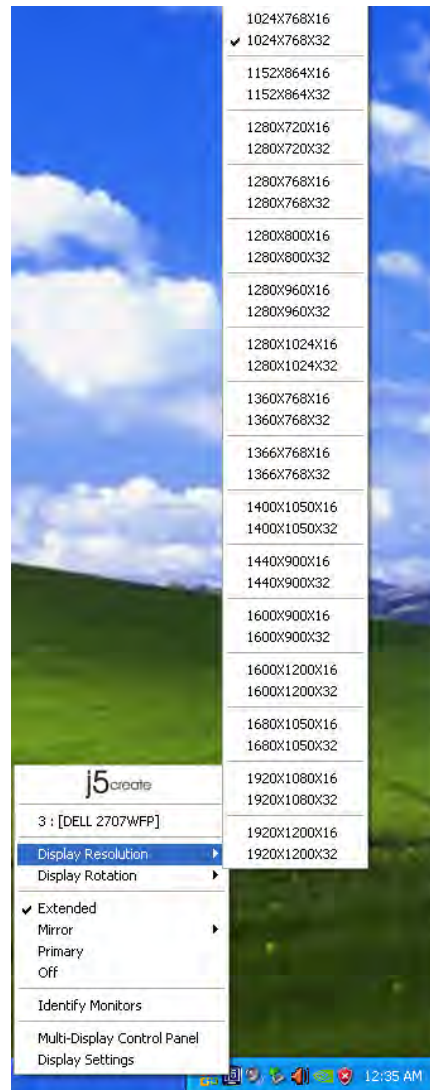 1024X768X16
1024X768X32
1152X864X16
1152X864X32
1280X720X16
1280X720X32
1280X768X16
1280X768X32
1280X800X16
1280X800X32
1280X960X16
1280X960X32
1280X1024X16
1280X1024X32
1360X768X16
1360X768X32
1366X768X16
1366X768X32
1400X1050X16
1400X1050X32
1440X900X16
1440X900X32
1600X900X16
1600X900X32
1600X1200X16
1600X1200X32
1680X1050X16
1680X1050X32
1920X1080X16
1920X1080X32
1920X1200X16
1920X1200X32
j5create
3 : [DELL 2707WFP]
Display Resolution
Display Rotation
Extended
Mirror
Primary
Off
Identify Monitors
Multi-Display Control Panel
Display Settings
12:35 AM